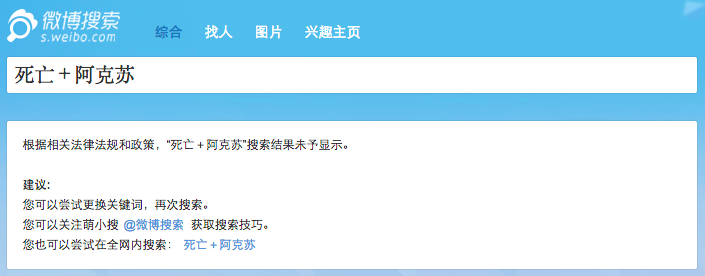 微博搜索
s.weibo.com
综合 找人 图片 兴趣主页
死亡＋阿克苏
根据相关法律法规和政策，“死亡＋阿克苏”搜索结果未予显示。
建议：
您可以尝试更换关键词，再次搜索。
您可以关注萌小搜 @微博搜索 获取搜索技巧。
您也可以尝试在全网内搜索： 死亡＋阿克苏